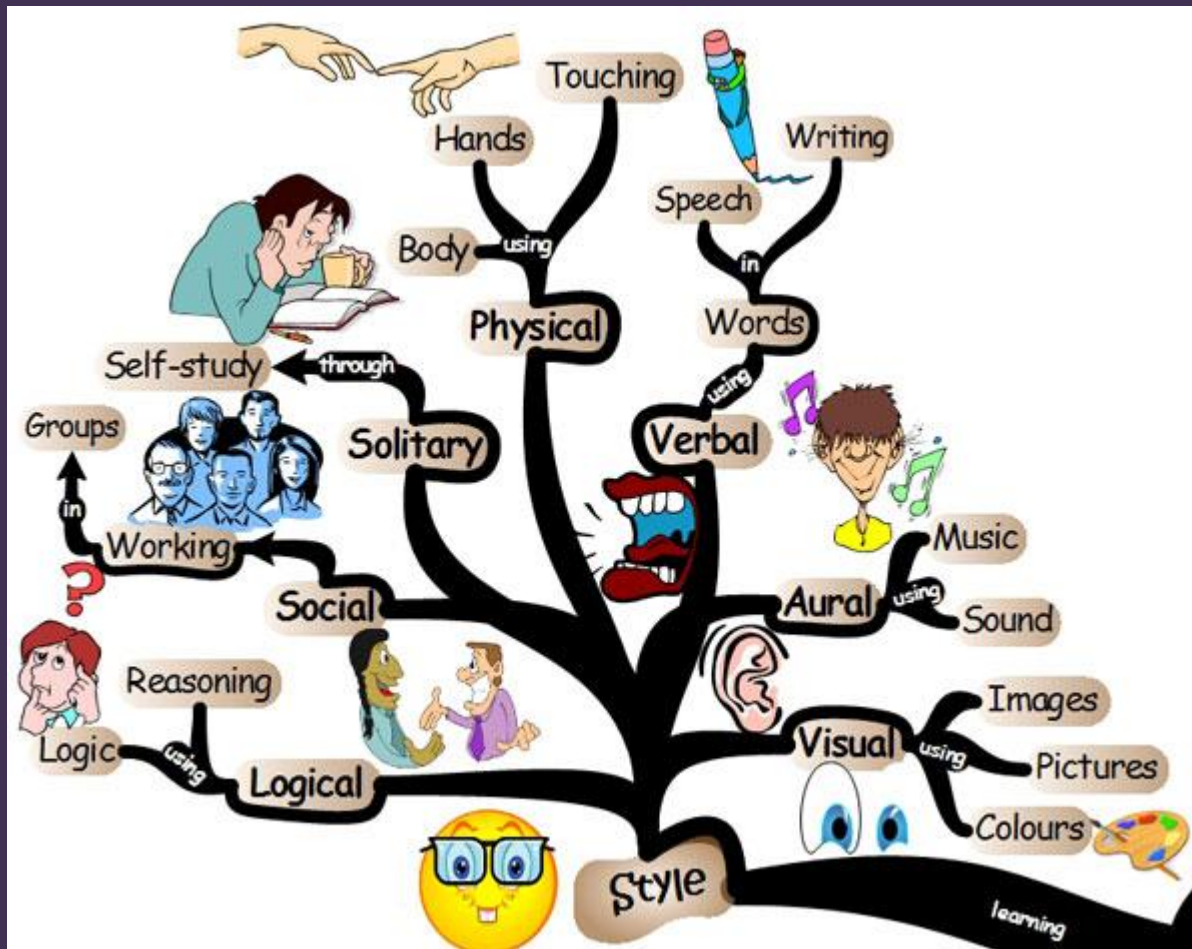 Touching
Hands
Writing
Speech
Body
using
in
Physical
Words
Self-study
through
using
Groups
Solitary
Verbal
in
Working
Music
Social
Aural
using
Sound
?
Reasoning
Images
Logic
using
Visual
using
Pictures
Logical
Colours
Style
learning